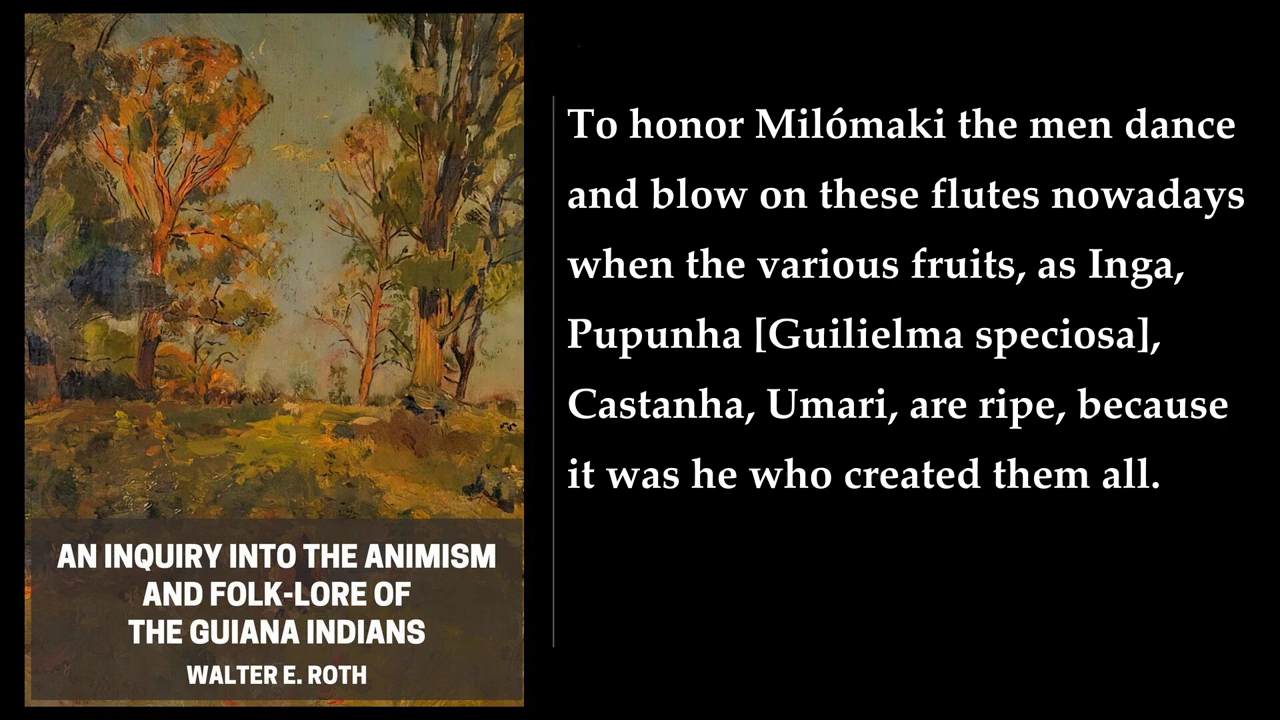 To honor Milómaki the men dance
and blow on these flutes nowadays
when the various fruits, as Inga,
Pupunha [Guilielma speciosa],
Castanha, Umari, are ripe, because
it was he who created them all.
AN INQUIRY INTO THE ANIMISM
AND FOLK-LORE OF
THE GUIANA INDIANS
WALTER E. ROTH